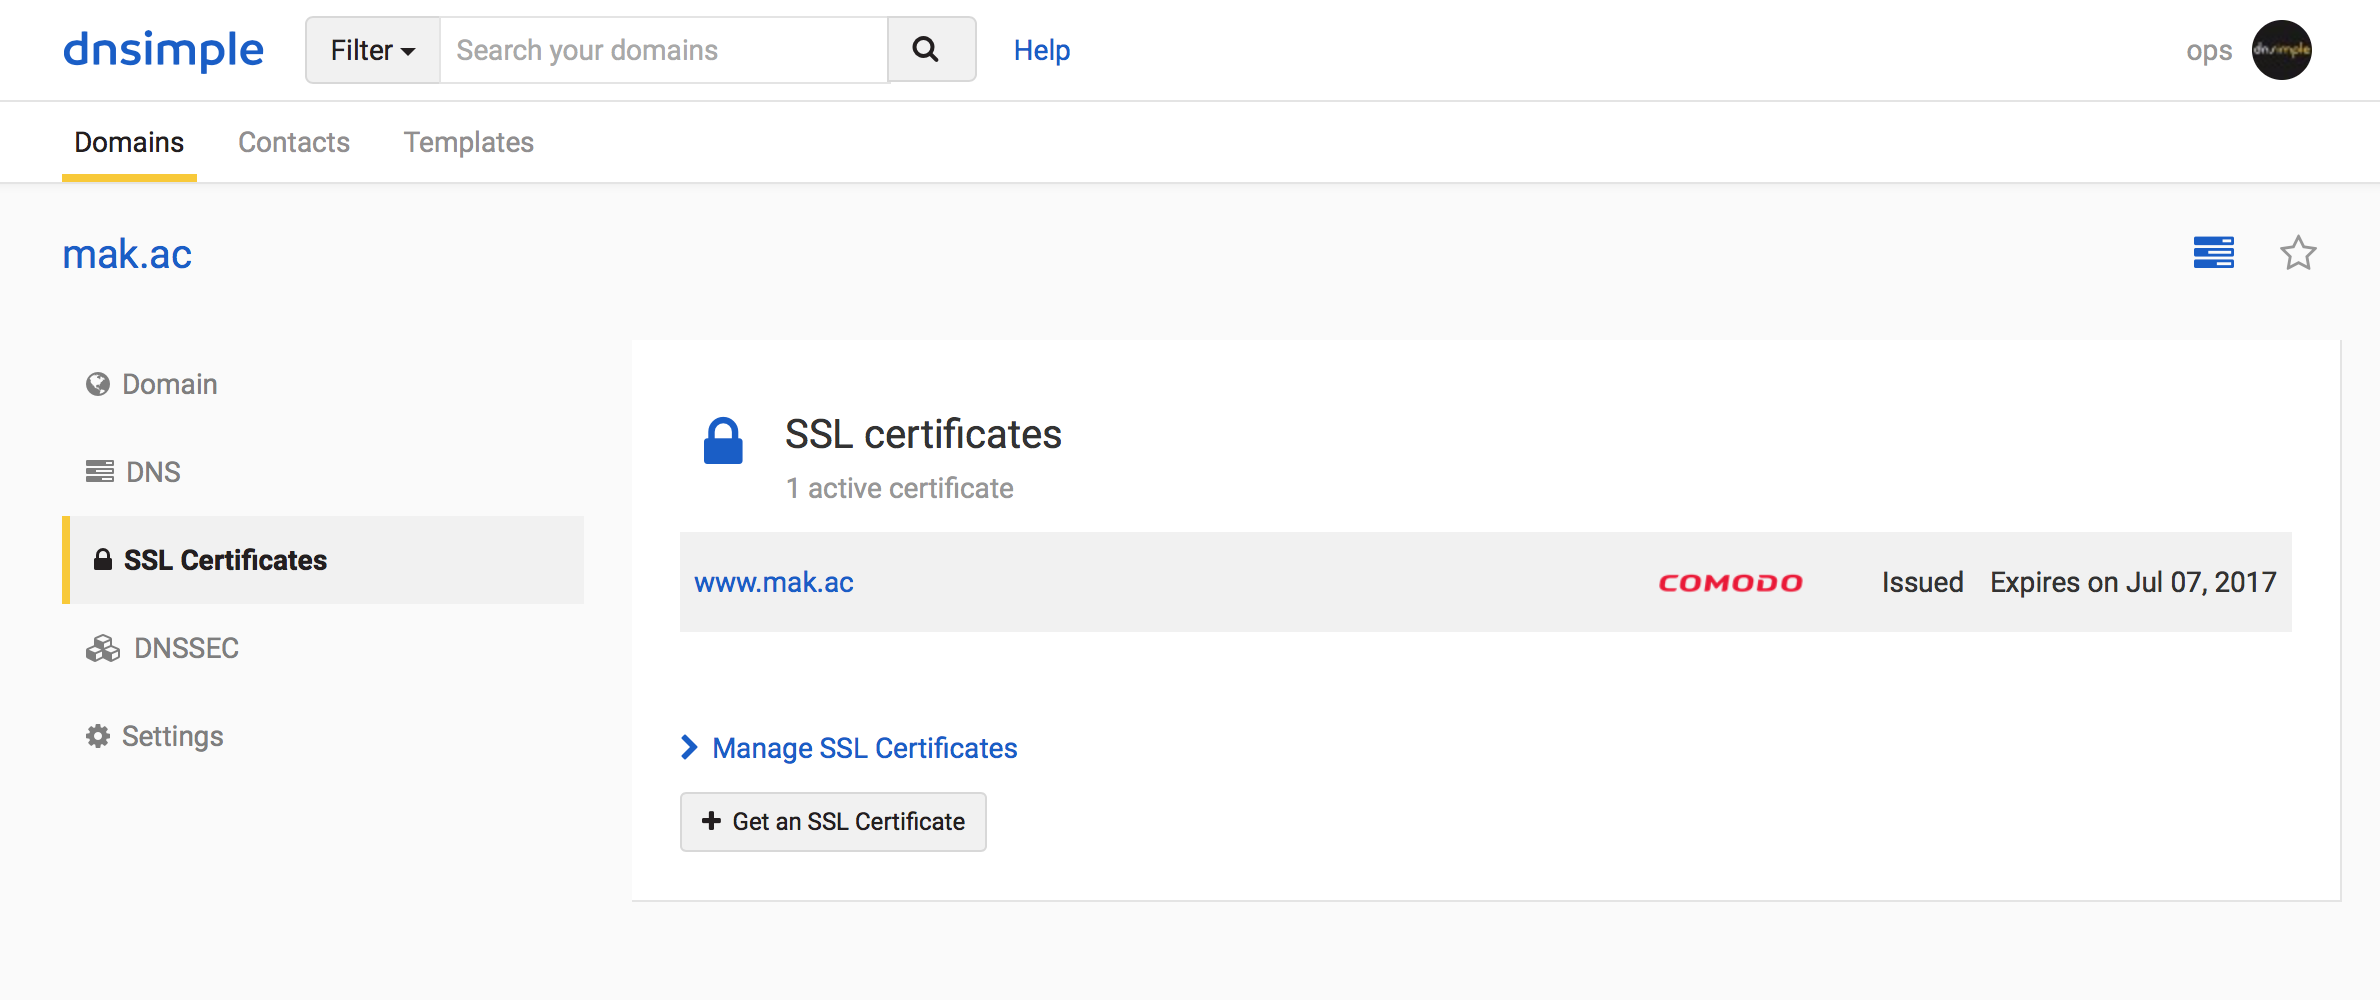 dnsimple Filter Search your domains Help ops dnsimple
Domains Contacts Templates
mak.ac
Domain
DNS
SSL Certificates
DNSSEC
Settings
SSL certificates
1 active certificate
www.mak.ac COMODO Issued Expires on Jul 07, 2017
Manage SSL Certificates
Get an SSL Certificate